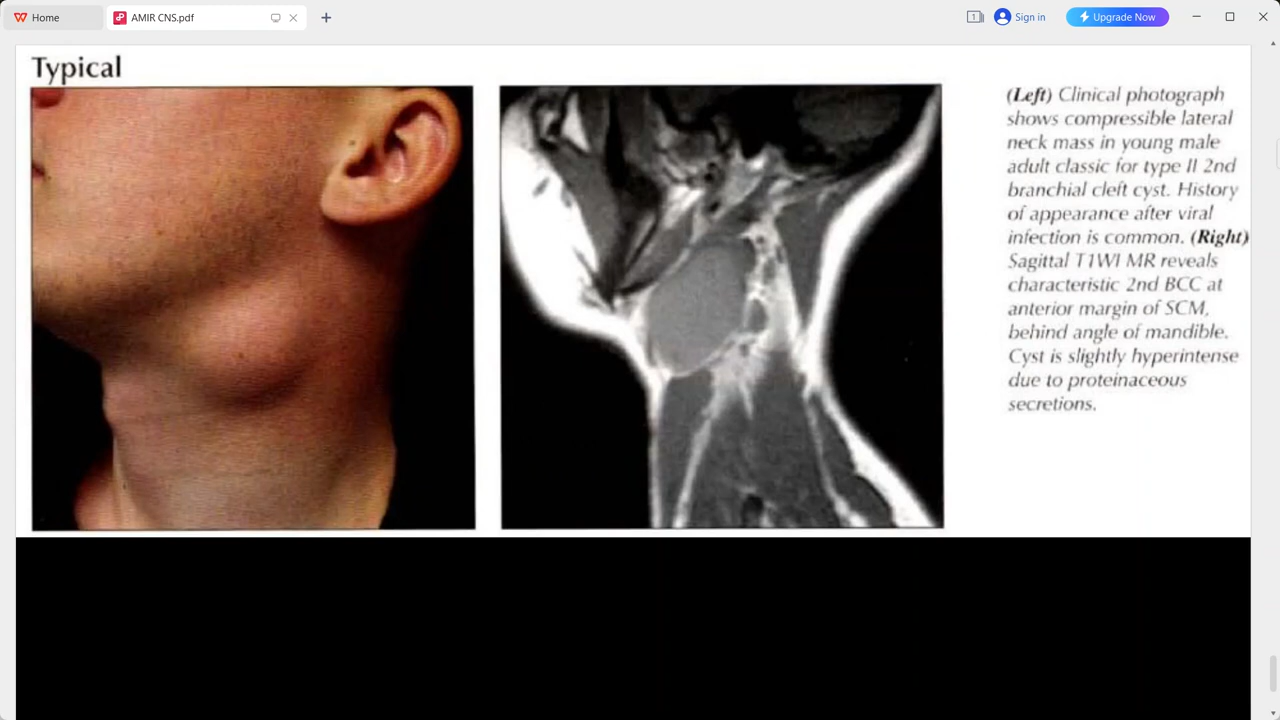 Home
AMIR CNS.pdf
1
Sign in
Upgrade Now
Typical
(Left) Clinical photograph
shows compressible lateral
neck mass in young male
adult classic for type II 2nd
branchial cleft cyst. History
of appearance after viral
infection is common. (Right)
Sagittal T1WI MR reveals
characteristic 2nd BCC at
anterior margin of SCM,
behind angle of mandible.
Cyst is slightly hyperintense
due to proteinaceous
secretions.